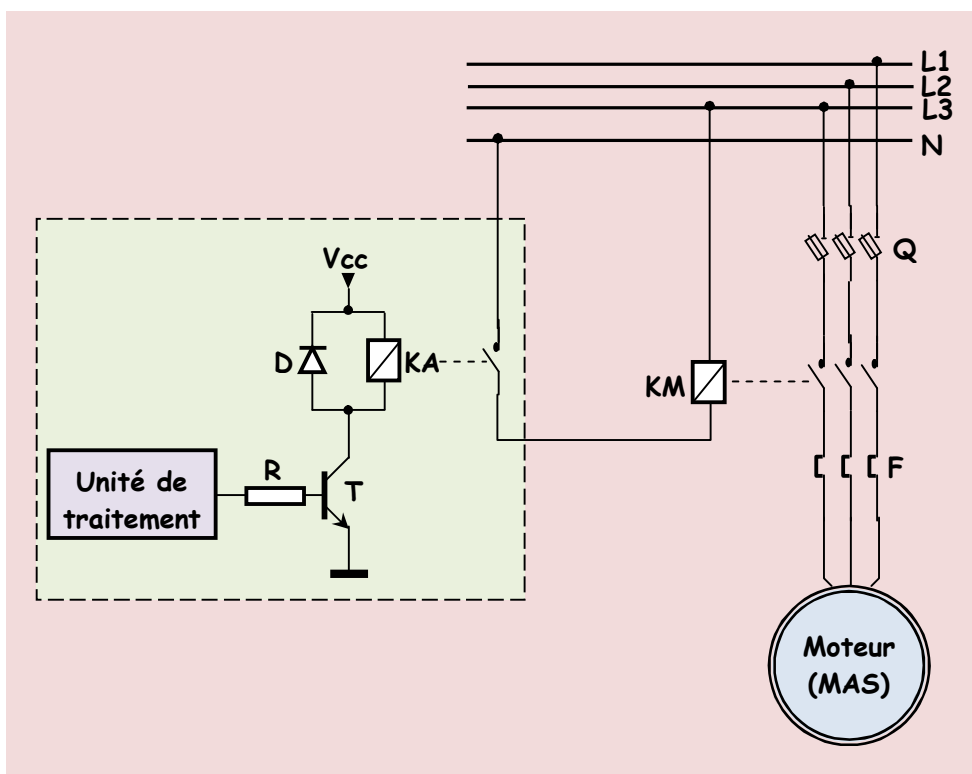 L1
L2
L3
N
Q
Vcc
D
KA
KM
R
T
F
Unité de
traitement
Moteur
(MAS)